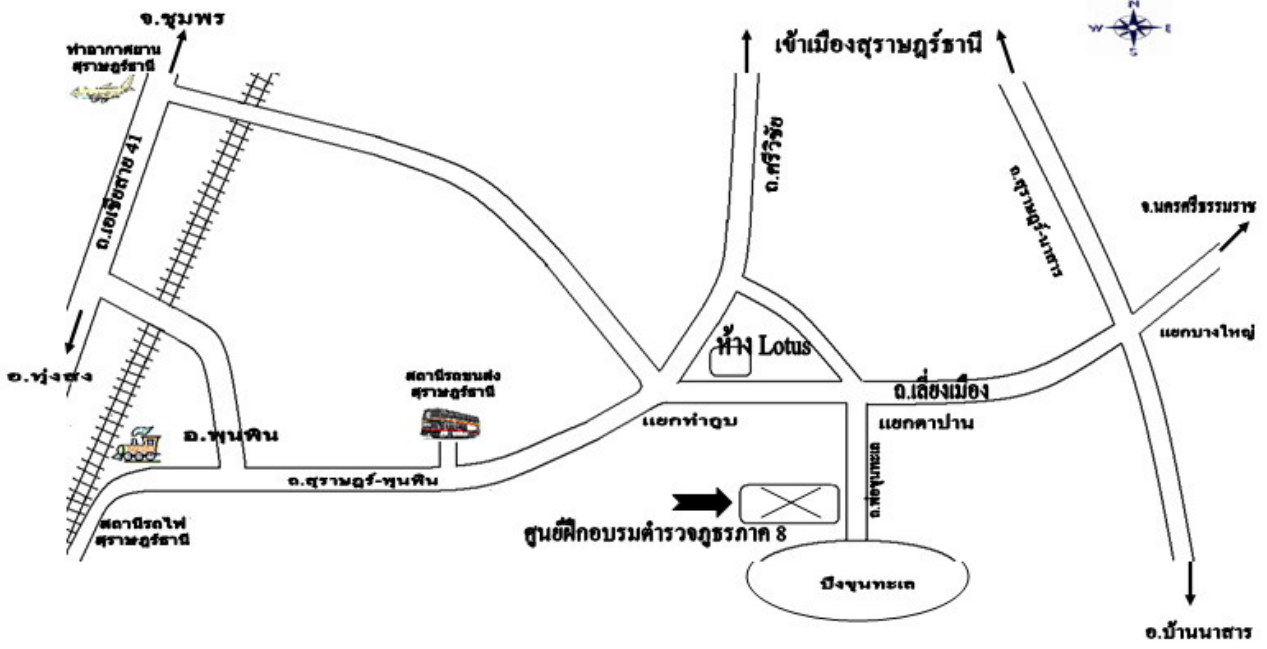 จ.ชุมพร
ท่าอากาศยาน
สุราษฎร์ธานี
เข้าเมืองสุราษฎร์ธานี
N
W
E
S
ถ.เอเชียสาย 41
ถ.ศรีวิชัย
ถ.สุราษฎร์-นาสาร
จ.นครศรีธรรมราช
แยกบางใหญ่
ห้าง Lotus
อ.ทุ่งสง
สถานีรถขนส่ง
สุราษฎร์ธานี
ถ.เลี่ยงเมือง
แยกท่ากูบ
แยกตาปาน
อ.พุนพิน
ถ.สุราษฎร์-พุนพิน
ถ.พ่อขุนทะเล
สถานีรถไฟ
สุราษฎร์ธานี
ศูนย์ฝึกอบรมตำรวจภูธรภาค 8
บึงขุนทะเล
อ.บ้านนาสาร